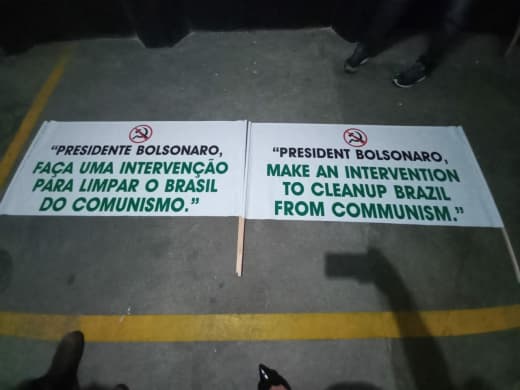 "PRESIDENTE BOLSONARO,
FAÇA UMA INTERVENÇÃO
PARA LIMPAR O BRASIL
DO COMUNISMO."
"PRESIDENT BOLSONARO,
MAKE AN INTERVENTION
TO CLEANUP BRAZIL
FROM COMMUNISM."